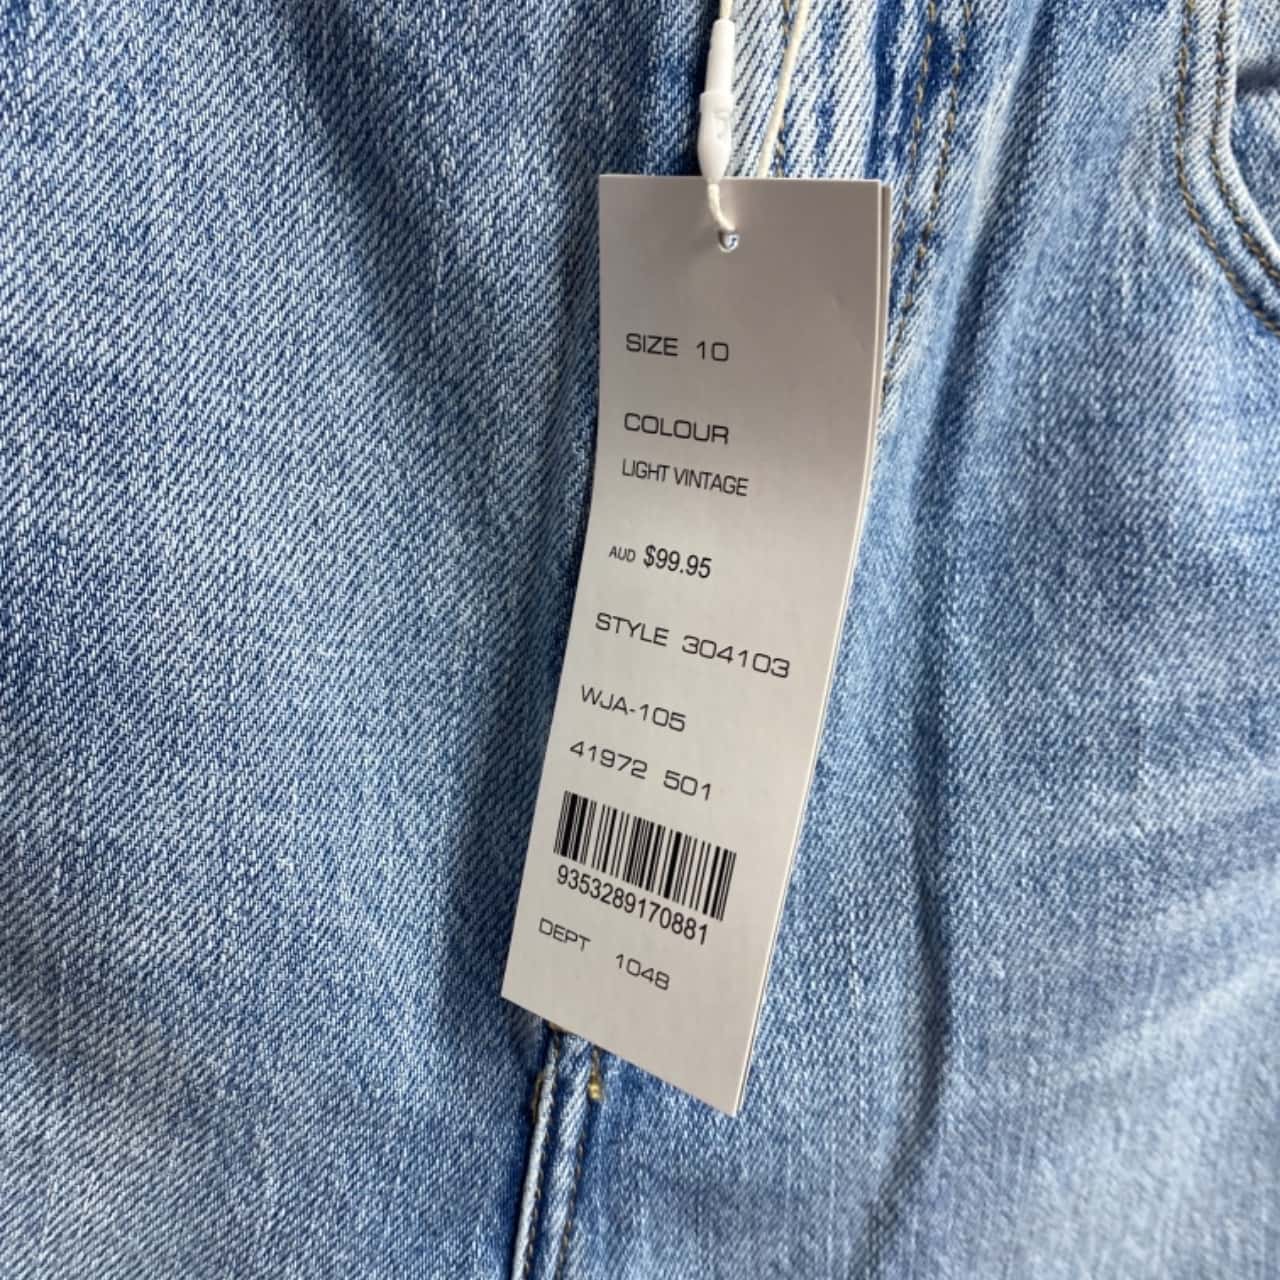 SIZE 10
COLOUR
LIGHT VINTAGE
AUD $99.95
STYLE 304103
WJA-105
41972 501
9353289170881
DEPT 1048